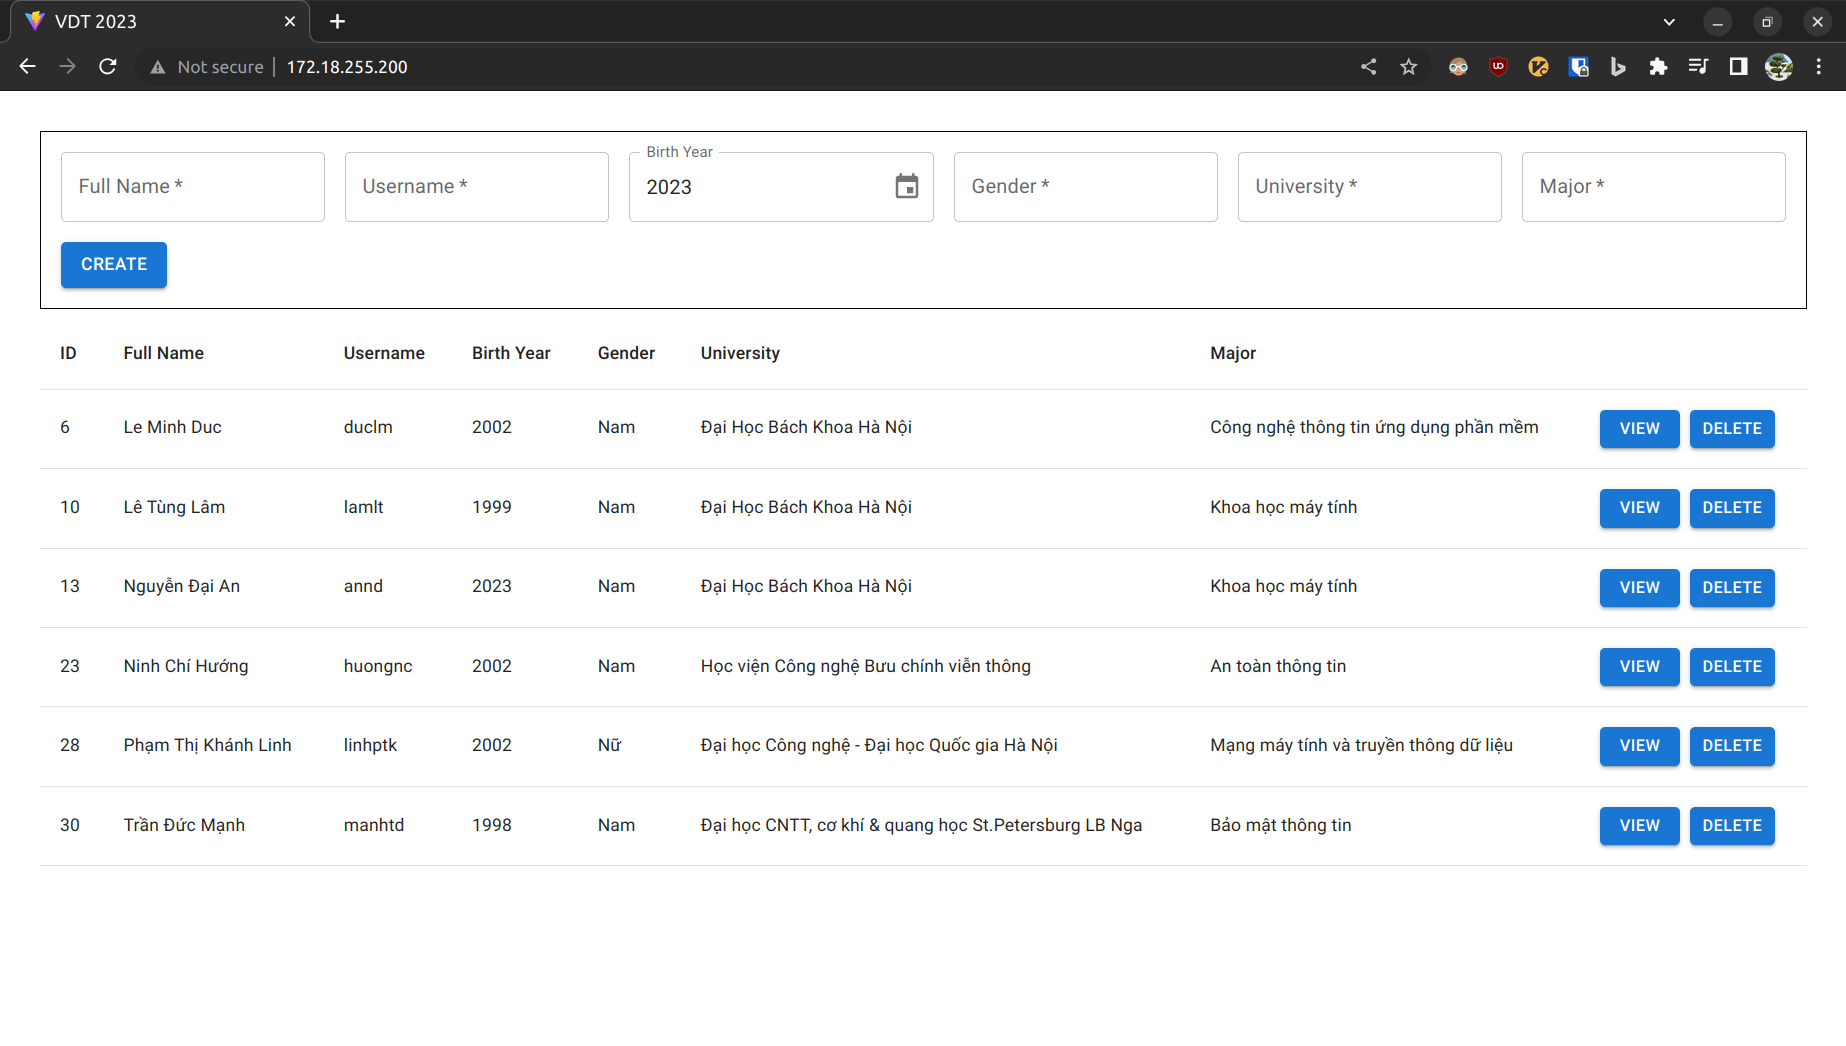 VDT 2023
Not secure 172.18.255.200
Full Name * Username * Birth Year 2023 Gender * University * Major *
CREATE
ID Full Name Username Birth Year Gender University Major
6 Le Minh Duc duclm 2002 Nam Đại Học Bách Khoa Hà Nội Công nghệ thông tin ứng dụng phần mềm VIEW DELETE
10 Lê Tùng Lâm lamlt 1999 Nam Đại Học Bách Khoa Hà Nội Khoa học máy tính VIEW DELETE
13 Nguyễn Đại An annd 2023 Nam Đại Học Bách Khoa Hà Nội Khoa học máy tính VIEW DELETE
23 Ninh Chí Hướng huongnc 2002 Nam Học viện Công nghệ Bưu chính viễn thông An toàn thông tin VIEW DELETE
28 Phạm Thị Khánh Linh linhptk 2002 Nữ Đại học Công nghệ - Đại học Quốc gia Hà Nội Mạng máy tính và truyền thông dữ liệu VIEW DELETE
30 Trần Đức Mạnh manhtd 1998 Nam Đại học CNTT, cơ khí & quang học St.Petersburg LB Nga Bảo mật thông tin VIEW DELETE